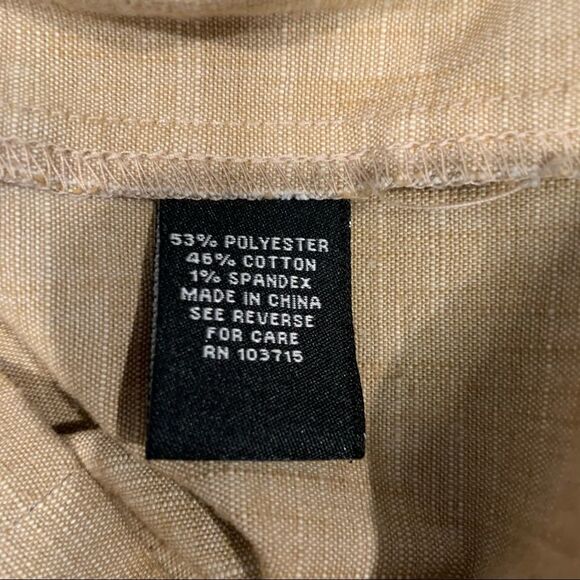 53% POLYESTER
46% COTTON
1% SPANDEX
MADE IN CHINA
SEE REVERSE
FOR CARE
RN 103715